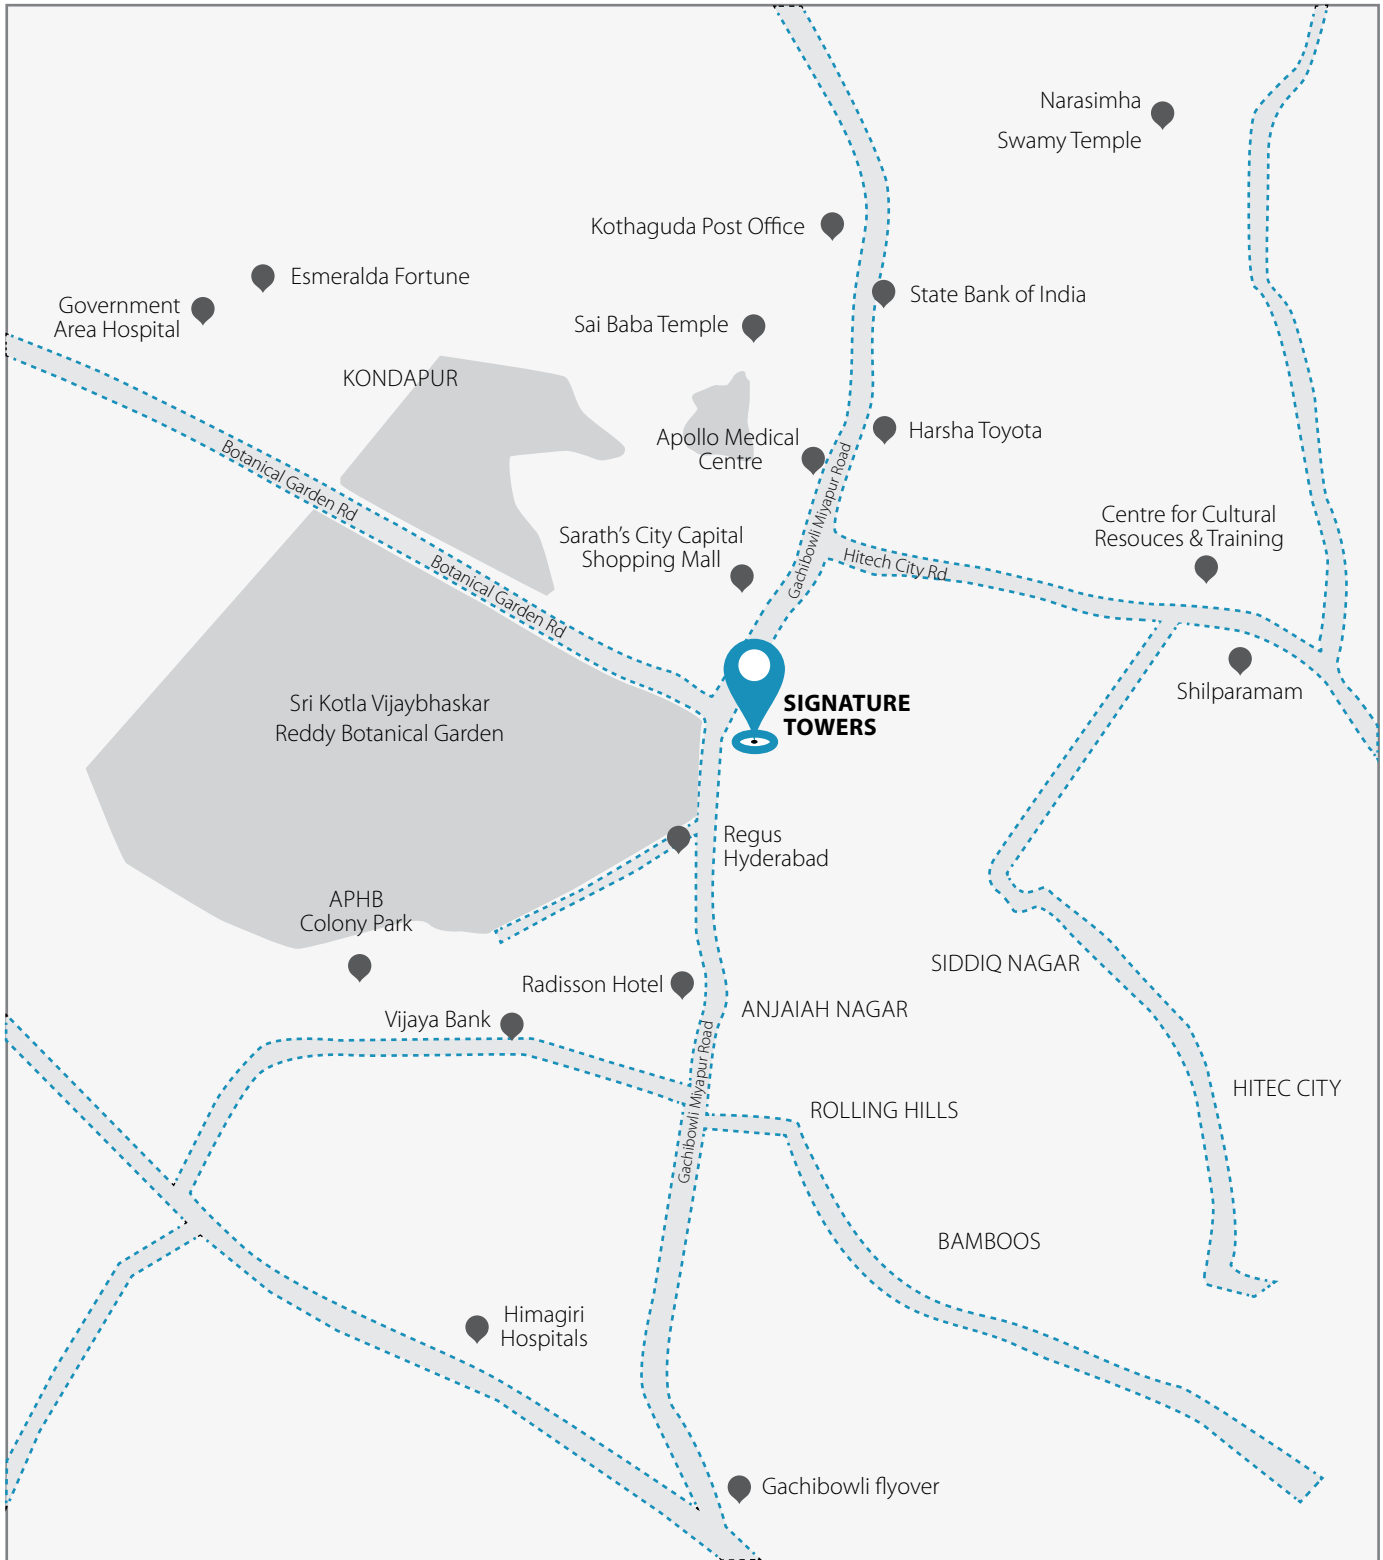 Narasimha
Swamy Temple
Kothaguda Post Office
Esmeralda Fortune
State Bank of India
Government
Area Hospital
Sai Baba Temple
KONDAPUR
Harsha Toyota
Apollo Medical
Centre
Botanical Garden Rd
Gachibowli Miyapur Road
Centre for Cultural
Resouces & Training
Sarath's City Capital
Shopping Mall
Hitech City Rd
Botanical Garden Rd
Shilparamam
SIGNATURE
TOWERS
Sri Kotla Vijaybhaskar
Reddy Botanical Garden
Regus
Hyderabad
APHB
Colony Park
SIDDIQ NAGAR
Radisson Hotel
ANJAIAH NAGAR
Vijaya Bank
Gachibowli Miyapur Road
HITEC CITY
ROLLING HILLS
BAMBOOS
Himagiri
Hospitals
Gachibowli flyover